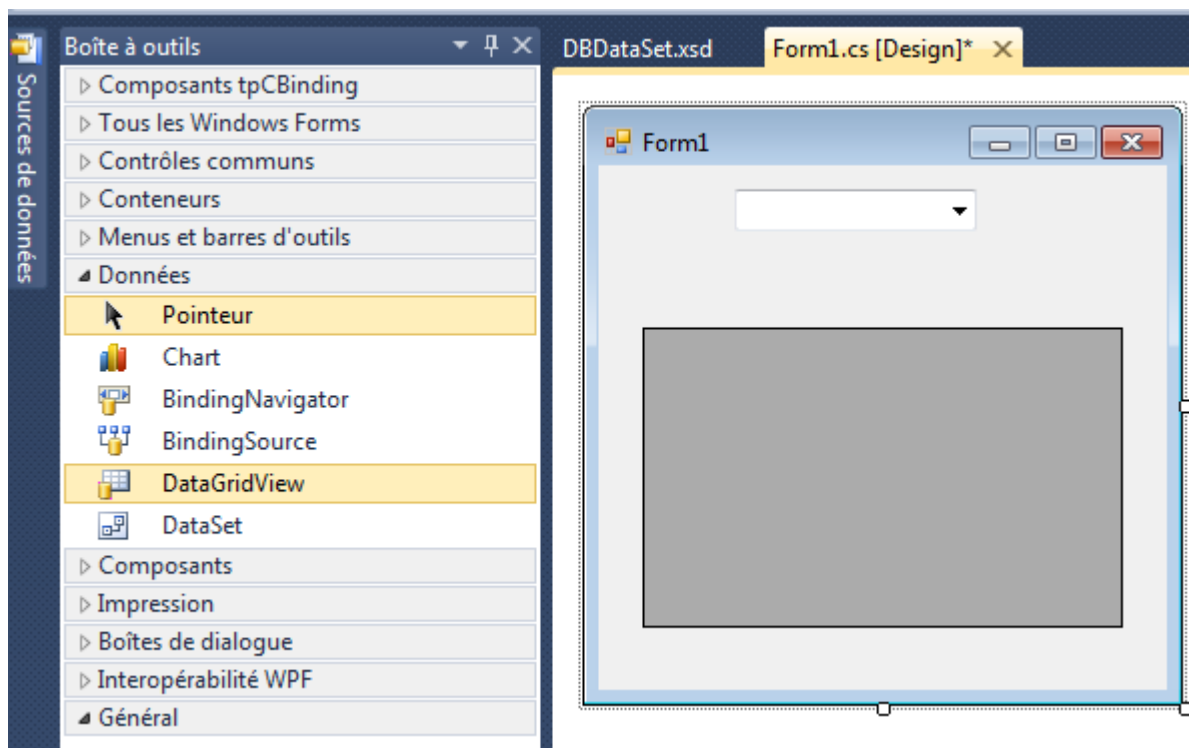 Sources de données
Boîte à outils
Composants tpCBinding
Tous les Windows Forms
Contrôles communs
Conteneurs
Menus et barres d'outils
Données
Pointeur
Chart
BindingNavigator
BindingSource
DataGridView
DataSet
Composants
Impression
Boîtes de dialogue
Interopérabilité WPF
Général
DBDataSet.xsd
Form1.cs [Design]*
Form1